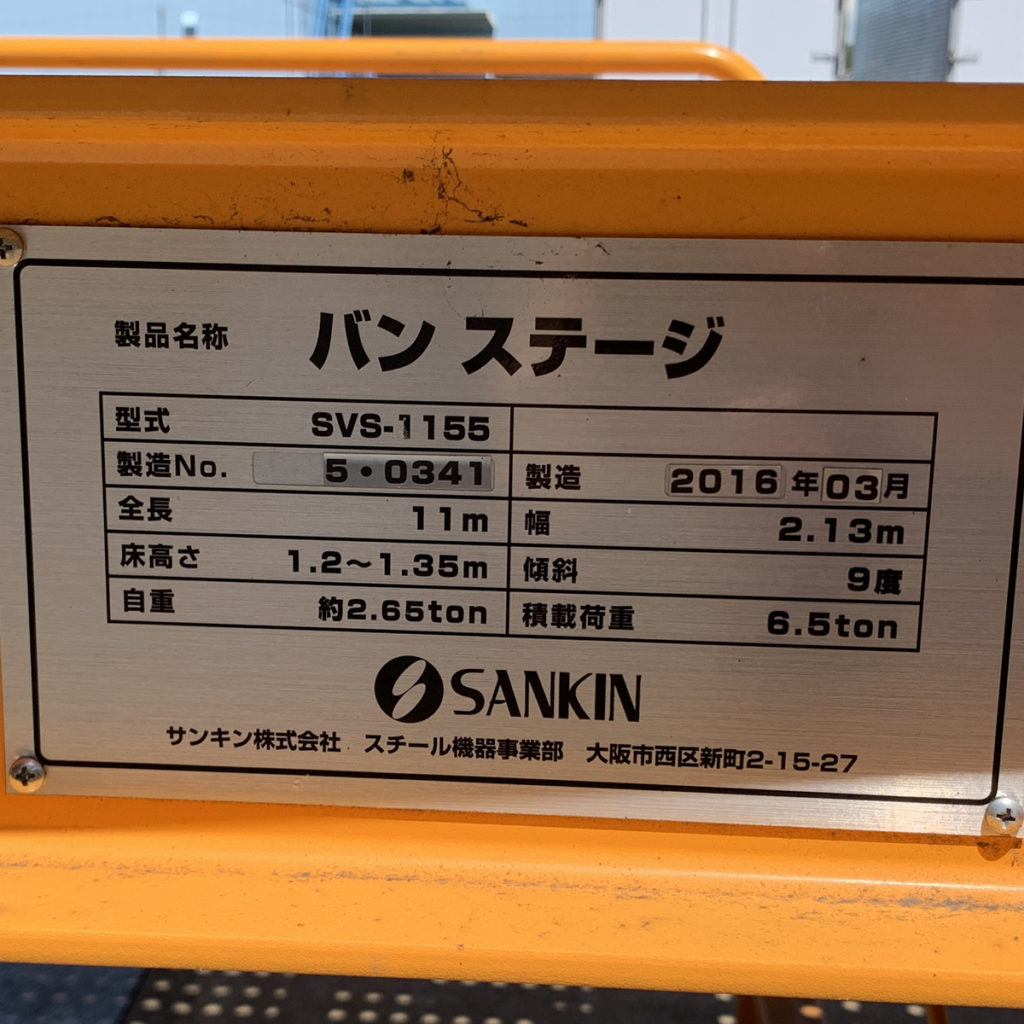 製品名称 バン ステージ
型式 SVS-1155
製造No. 5・0341 製造 2016年03月
全長 11m 幅 2.13m
床高さ 1.2～1.35m 傾斜 9度
自重 約2.65ton 積載荷重 6.5ton
SANKIN
サンキン株式会社 スチール機器事業部 大阪市西区新町2-15-27